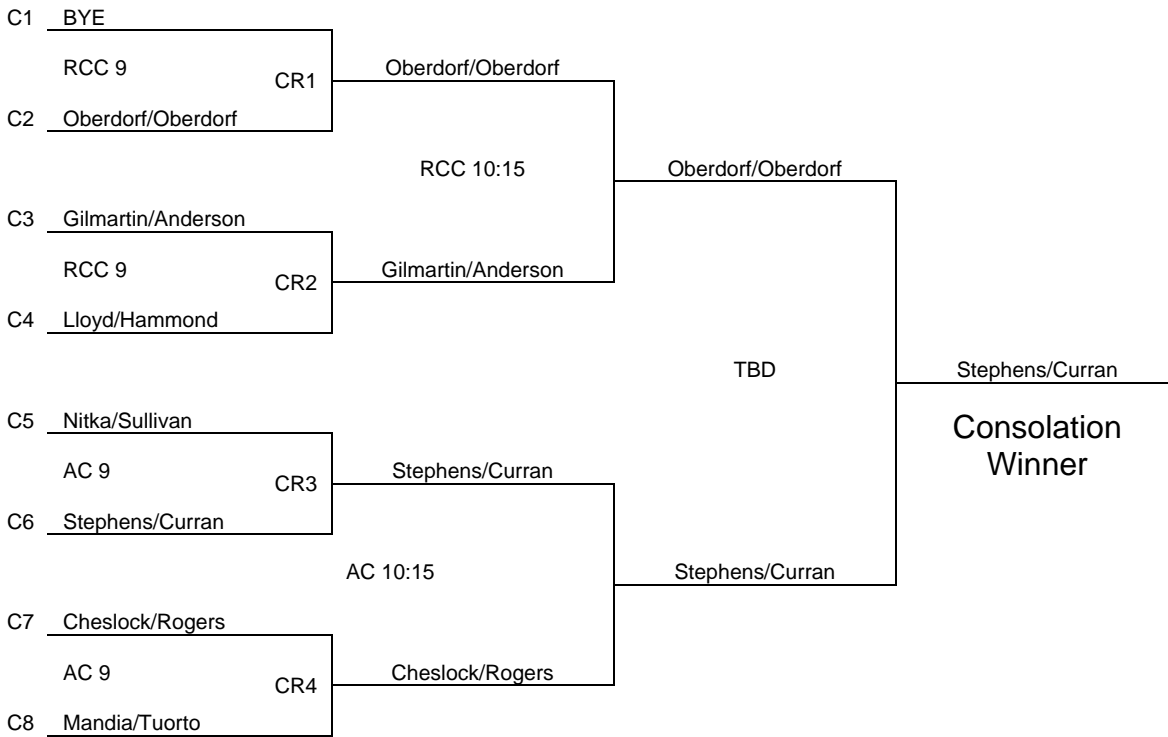 C1 BYE
RCC 9
CR1
Oberdorf/Oberdorf
C2 Oberdorf/Oberdorf
RCC 10:15
Oberdorf/Oberdorf
C3 Gilmartin/Anderson
RCC 9
CR2
Gilmartin/Anderson
C4 Lloyd/Hammond
TBD
Stephens/Curran
Consolation
Winner
C5 Nitka/Sullivan
AC 9
CR3
Stephens/Curran
C6 Stephens/Curran
AC 10:15
Stephens/Curran
C7 Cheslock/Rogers
AC 9
CR4
Cheslock/Rogers
C8 Mandia/Tuorto